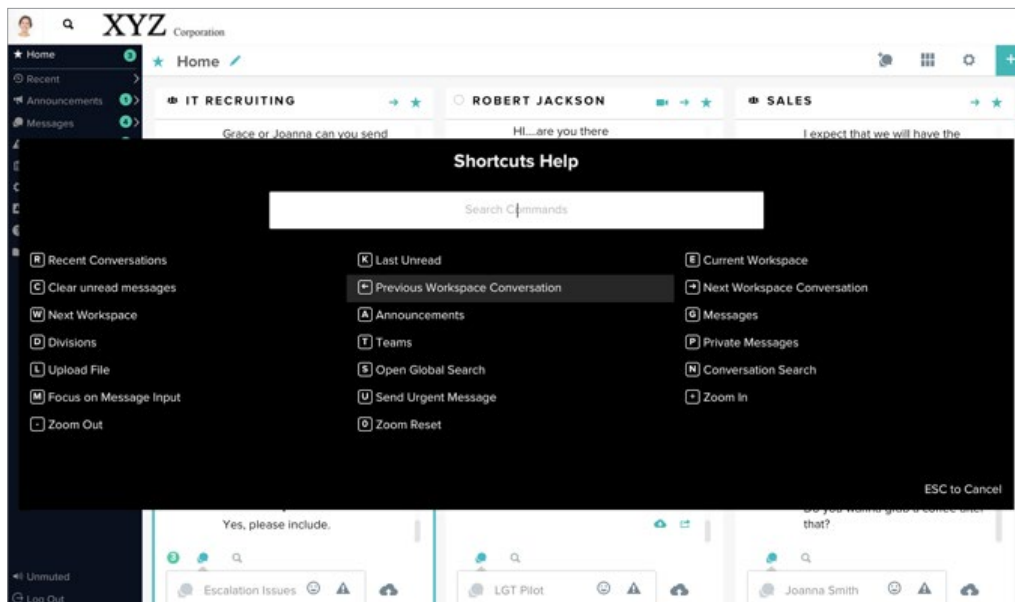 XYZ Corporation
Home 3
Recent
Announcements 1
Messages 4
Home
IT RECRUITING
ROBERT JACKSON
SALES
Grace or Joanna can you send
HI....are you there
I expect that we will have the
Shortcuts Help
Search Commands
R Recent Conversations
K Last Unread
E Current Workspace
C Clear unread messages
← Previous Workspace Conversation
→ Next Workspace Conversation
W Next Workspace
A Announcements
G Messages
D Divisions
T Teams
P Private Messages
L Upload File
S Open Global Search
N Conversation Search
M Focus on Message Input
U Send Urgent Message
+ Zoom In
- Zoom Out
0 Zoom Reset
ESC to Cancel
Yes, please include.
Do you wanna grab a coffee after
that?
3
Unmuted
Escalation Issues
LGT Pilot
Joanna Smith
Log Out